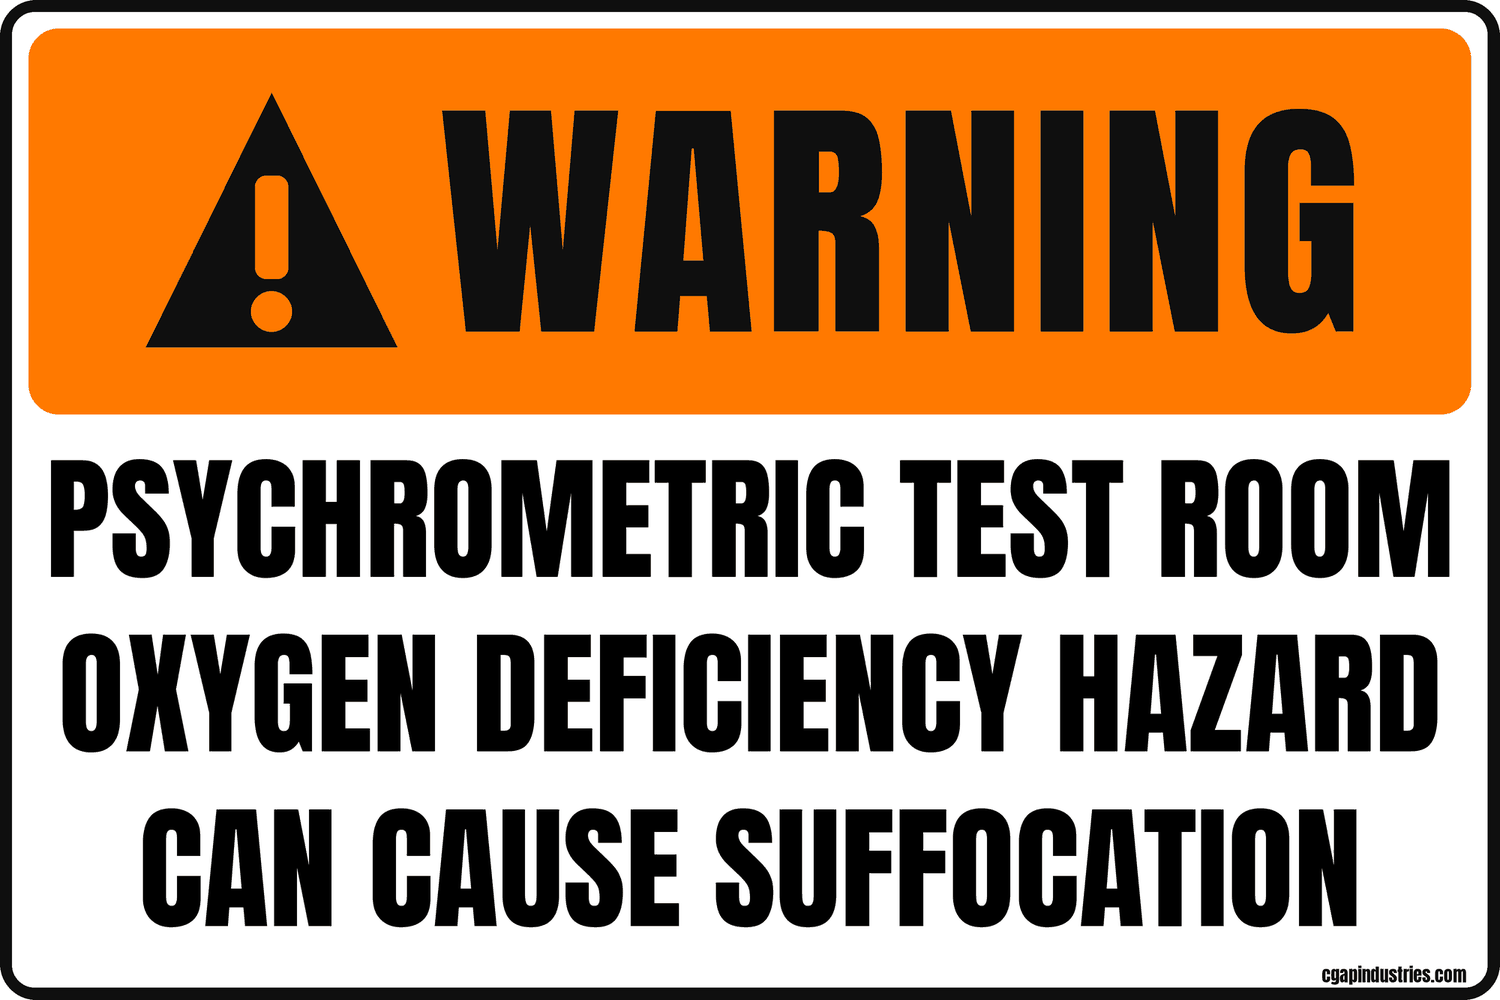 WARNING
PSYCHROMETRIC TEST ROOM
OXYGEN DEFICIENCY HAZARD
CAN CAUSE SUFFOCATION
cgapindustries.com